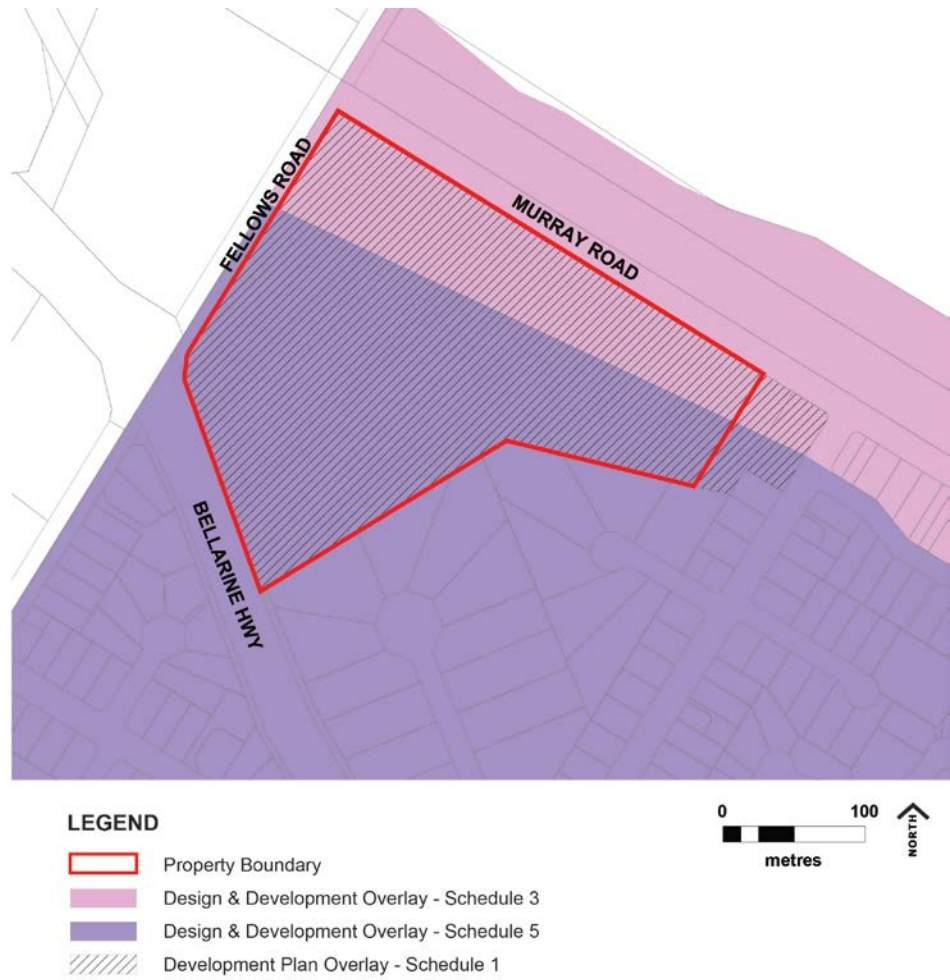 FELLOWS ROAD
MURRAY ROAD
BELLARINE HWY
LEGEND
Property Boundary
Design & Development Overlay - Schedule 3
Design & Development Overlay - Schedule 5
Development Plan Overlay - Schedule 1
0 100
metres
NORTH